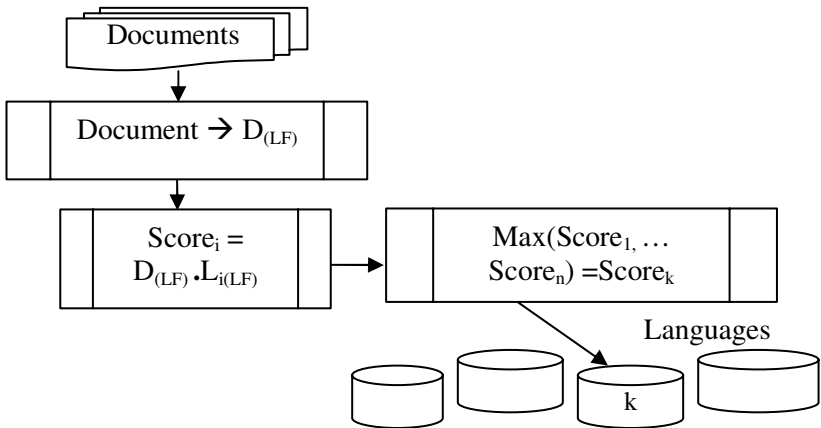 Documents
Document → D(LF)
Scorei =
D(LF) .Li(LF)
Max(Score1, …
Scoren) =Scorek
Languages
k